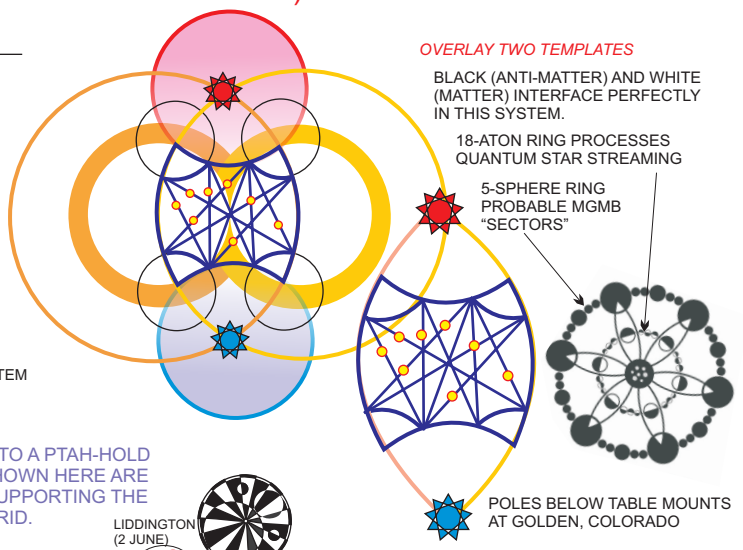 OVERLAY TWO TEMPLATES
BLACK (ANTI-MATTER) AND WHITE
(MATTER) INTERFACE PERFECTLY
IN THIS SYSTEM.
18-ATON RING PROCESSES
QUANTUM STAR STREAMING
5-SPHERE RING
PROBABLE MGMB
“SECTORS”
TEM
TO A PTAH-HOLD
HOWN HERE ARE
UPPORTING THE
RID.
LIDDINGTON
(2 JUNE)
POLES BELOW TABLE MOUNTS
AT GOLDEN, COLORADO